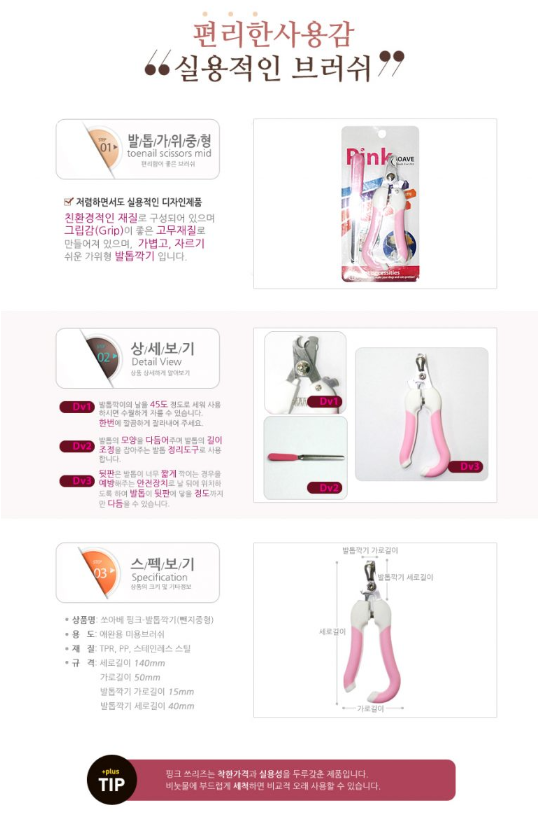 편리한사용감
“실용적인 브러쉬”
STEP
01
발/톱/가/위/중/형
toenail scissors mid
편리함이 좋은 브러쉬
저렴하면서도 실용적인 디자인제품
친환경적인 재질로 구성되어 있으며
그립감(Grip)이 좋은 고무재질로
만들어져 있으며, 가볍고, 자르기
쉬운 가위형 발톱깍기 입니다.
Pink
SOAVE
02
상/세/보/기
Detail View
상품 상세하게 알아보기
Dv1
발톱깍이의 날을 45도 정도로 세워 사용
하시면 수월하게 자를 수 있습니다.
한번에 깔끔하게 잘라내어 주세요.
Dv2
발톱의 모양을 다듬어주며 발톱의 길이
조정을 잡아주는 발톱 정리도구로 사용
합니다.
Dv3
뒷판은 발톱이 너무 짧게 깍이는 경우을
예방해주는 안전장치로 날 뒤에 위치하
도록 하여 발톱이 뒷판에 닿을 정도까지
만 다듬을 수 있습니다.
Dv1
Dv2
Dv3
03
스/펙/보/기
Specification
상품의 크기 및 기타정보
• 상품명: 쏘아베 핑크-발톱깍기(뺀지중형)
• 용 도: 애완용 미용브러쉬
• 재 질: TPR, PP, 스테인레스 스틸
• 규 격: 세로길이 140mm
가로길이 50mm
발톱깍기 가로길이 15mm
발톱깍기 세로길이 40mm
발톱깍기 가로길이
발톱깍기 세로길이
세로길이
가로길이
+plus
TIP
핑크 쓰리즈는 착한가격과 실용성을 두루갖춘 제품입니다.
비눗물에 부드럽게 세척하면 비교적 오래 사용할 수 있습니다.